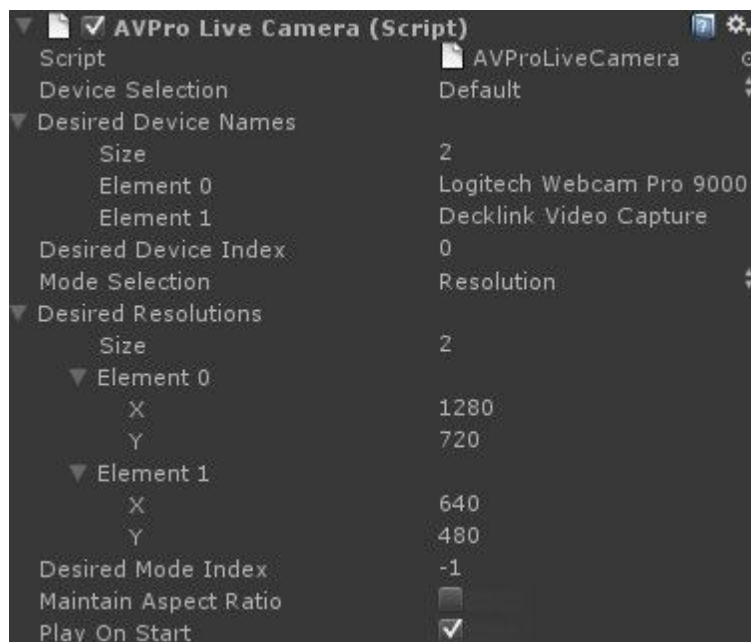 AVPro Live Camera (Script)
Script AVProLiveCamera
Device Selection Default
Desired Device Names
Size 2
Element 0 Logitech Webcam Pro 9000
Element 1 Decklink Video Capture
Desired Device Index 0
Mode Selection Resolution
Desired Resolutions
Size 2
Element 0
X 1280
Y 720
Element 1
X 640
Y 480
Desired Mode Index -1
Maintain Aspect Ratio
Play On Start